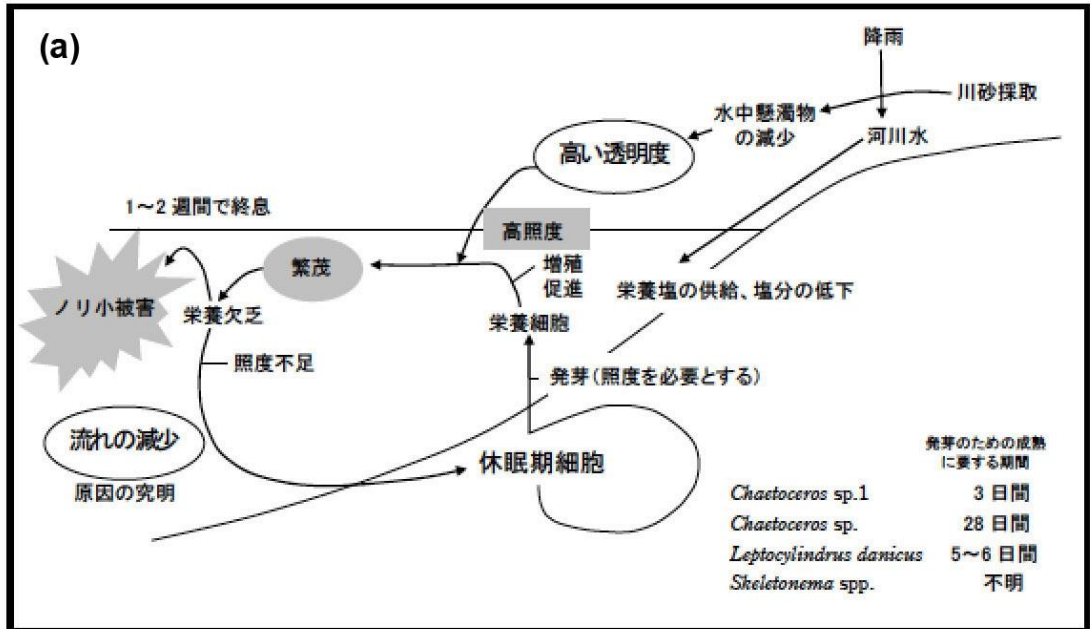 (a)
降雨
川砂採取
水中懸濁物
の減少
河川水
高い透明度
1～2 週間で終息
高照度
繁茂
増殖
促進
ノリ小被害
栄養欠乏
栄養細胞
栄養塩の供給、塩分の低下
照度不足
発芽(照度を必要とする)
流れの減少
原因の究明
休眠期細胞
発芽のための成熟
に要する期間
Chaetoceros sp.1 3 日間
Chaetoceros sp. 28 日間
Leptocylindrus danicus 5～6 日間
Skeletonema spp. 不明